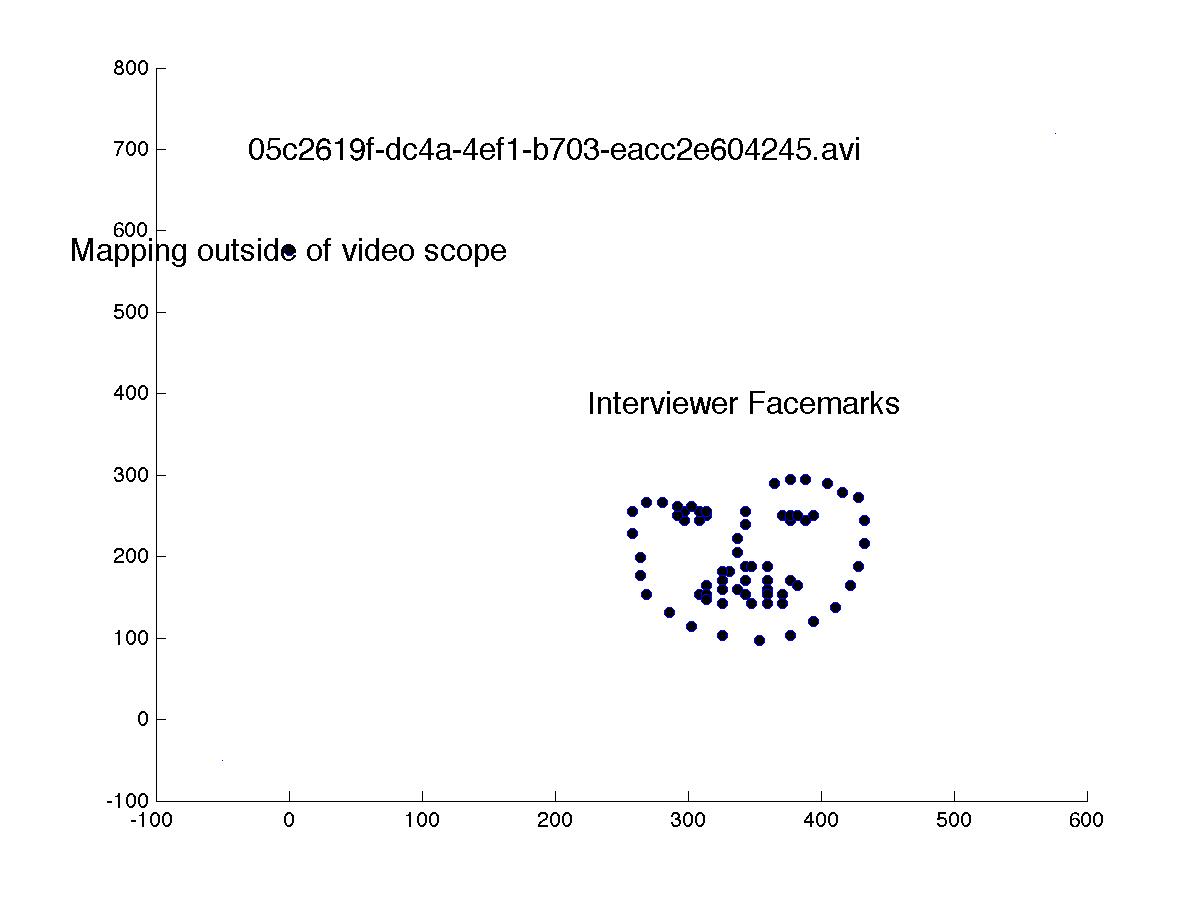 800
700
05c2619f-dc4a-4ef1-b703-eacc2e604245.avi
600
Mapping outside of video scope
500
400
Interviewer Facemarks
300
200
100
0
-100
-100 0 100 200 300 400 500 600